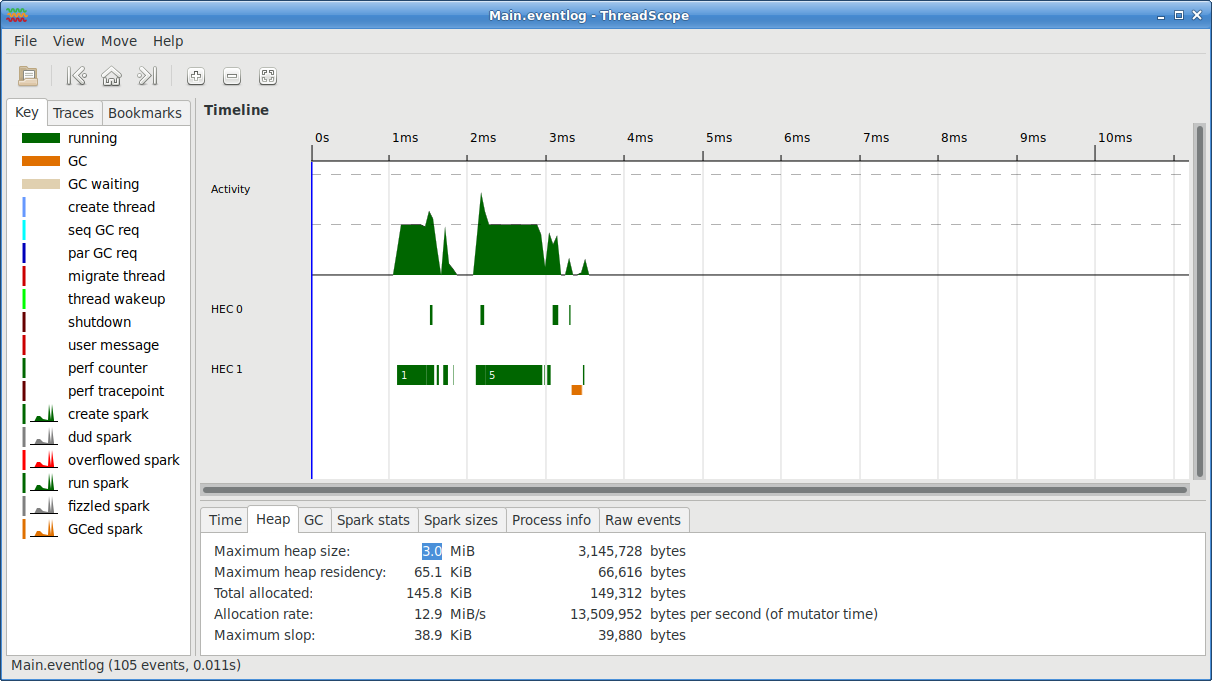 Main.eventlog - ThreadScope
File View Move Help
Key Traces Bookmarks
running
GC
GC waiting
create thread
seq GC req
par GC req
migrate thread
thread wakeup
shutdown
user message
perf counter
perf tracepoint
create spark
dud spark
overflowed spark
run spark
fizzled spark
GCed spark
Timeline
0s 1ms 2ms 3ms 4ms 5ms 6ms 7ms 8ms 9ms 10ms
Activity
HEC 0
HEC 1
1 5
Time Heap GC Spark stats Spark sizes Process info Raw events
Maximum heap size: 3.0 MiB 3,145,728 bytes
Maximum heap residency: 65.1 KiB 66,616 bytes
Total allocated: 145.8 KiB 149,312 bytes
Allocation rate: 12.9 MiB/s 13,509,952 bytes per second (of mutator time)
Maximum slop: 38.9 KiB 39,880 bytes
Main.eventlog (105 events, 0.011s)